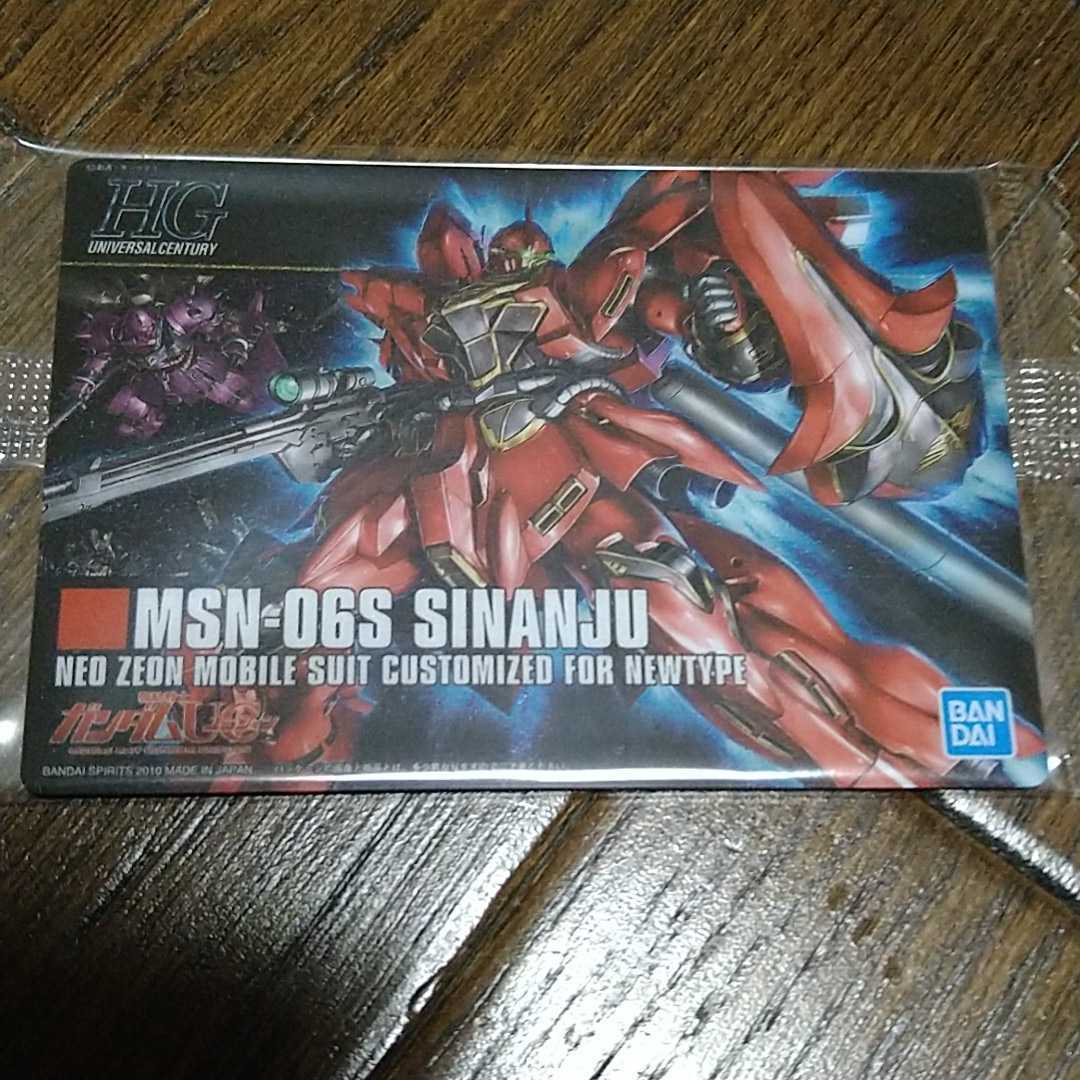 HG
UNIVERSAL CENTURY
MSN-06S SINANJU
NEO ZEON MOBILE SUIT CUSTOMIZED FOR NEWTYPE
ガンダムUC
BAN
DAI
BANDAI SPIRITS 2010 MADE IN JAPAN